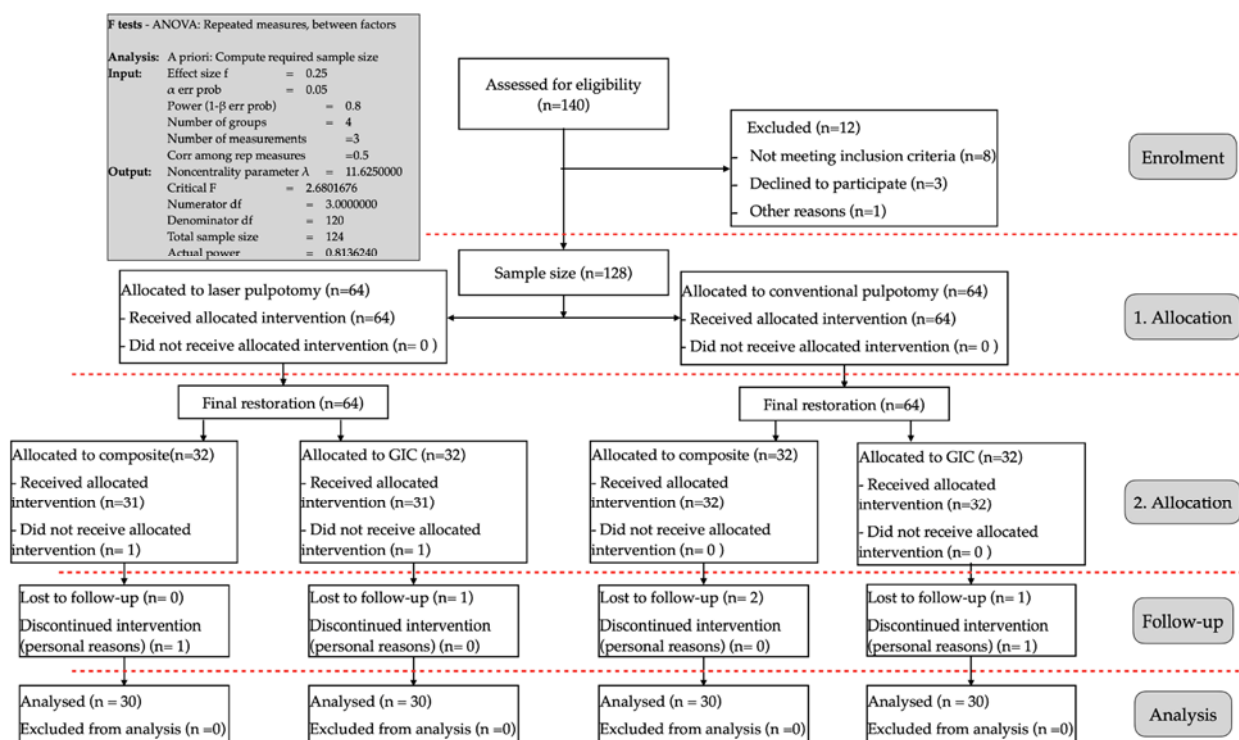 F tests - ANOVA: Repeated measures, between factors
Analysis: A priori: Compute required sample size
Input: Effect size f = 0.25
α err prob = 0.05
Power (1-β err prob) = 0.8
Number of groups = 4
Number of measurements =3
Corr among rep measures =0.5
Output: Noncentrality parameter λ = 11.6250000
Critical F = 2.6801676
Numerator df = 3.0000000
Denominator df = 120
Total sample size = 124
Actual power = 0.8136240
Assessed for eligibility
(n=140)
Excluded (n=12)
- Not meeting inclusion criteria (n=8)
- Declined to participate (n=3)
- Other reasons (n=1)
Enrolment
Sample size (n=128)
Allocated to laser pulpotomy (n=64)
- Received allocated intervention (n=64)
- Did not receive allocated intervention (n= 0 )
Allocated to conventional pulpotomy (n=64)
- Received allocated intervention (n=64)
- Did not receive allocated intervention (n= 0 )
1. Allocation
Final restoration (n=64)
Final restoration (n=64)
Allocated to composite(n=32)
- Received allocated
intervention (n=31)
- Did not receive allocated
intervention (n= 1)
Allocated to GIC (n=32)
- Received allocated
intervention (n=31)
- Did not receive allocated
intervention (n= 1)
Allocated to composite (n=32)
- Received allocated
intervention (n=32)
- Did not receive allocated
intervention (n= 0 )
Allocated to GIC (n=32)
- Received allocated
intervention (n=32)
- Did not receive allocated
intervention (n= 0 )
2. Allocation
Lost to follow-up (n= 0)
Discontinued intervention
(personal reasons) (n= 1)
Lost to follow-up (n= 1)
Discontinued intervention
(personal reasons) (n= 0)
Lost to follow-up (n= 2)
Discontinued intervention
(personal reasons) (n= 0)
Lost to follow-up (n= 1)
Discontinued intervention
(personal reasons) (n= 1)
Follow-up
Analysed (n = 30)
Excluded from analysis (n =0)
Analysed (n = 30)
Excluded from analysis (n =0)
Analysed (n = 30)
Excluded from analysis (n =0)
Analysed (n = 30)
Excluded from analysis (n =0)
Analysis